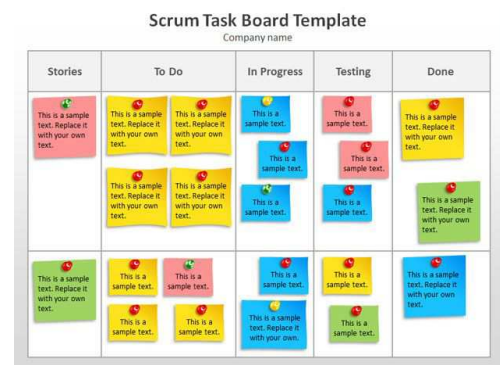 Scrum Task Board Template
Company name
Stories
To Do
In Progress
Testing
Done
This is a sample
text. Replace it
with your own
text.
This is a sample
text. Replace it
with your own
text.
This is a sample
text. Replace it
with your own
text.
This is a sample
text. Replace it
with your own
text.
This is a sample
text. Replace it
with your own
text.
This is a
sample text.
This is a
sample text.
This is a
sample text.
This is a
sample text.
This is a
sample text.
This is a
sample text.
This is a sample
text. Replace it
with your own
text.
This is a sample
text. Replace it
with your own
text.
This is a sample
text. Replace it
with your own
text.
This is a
sample text.
This is a
sample text.
This is a
sample text.
This is a
sample text.
This is a
sample text.
This is a sample
text. Replace it
with your own.
This is a
sample text.
This is a
sample text.
This is a sample
text. Replace it
with your own
text.